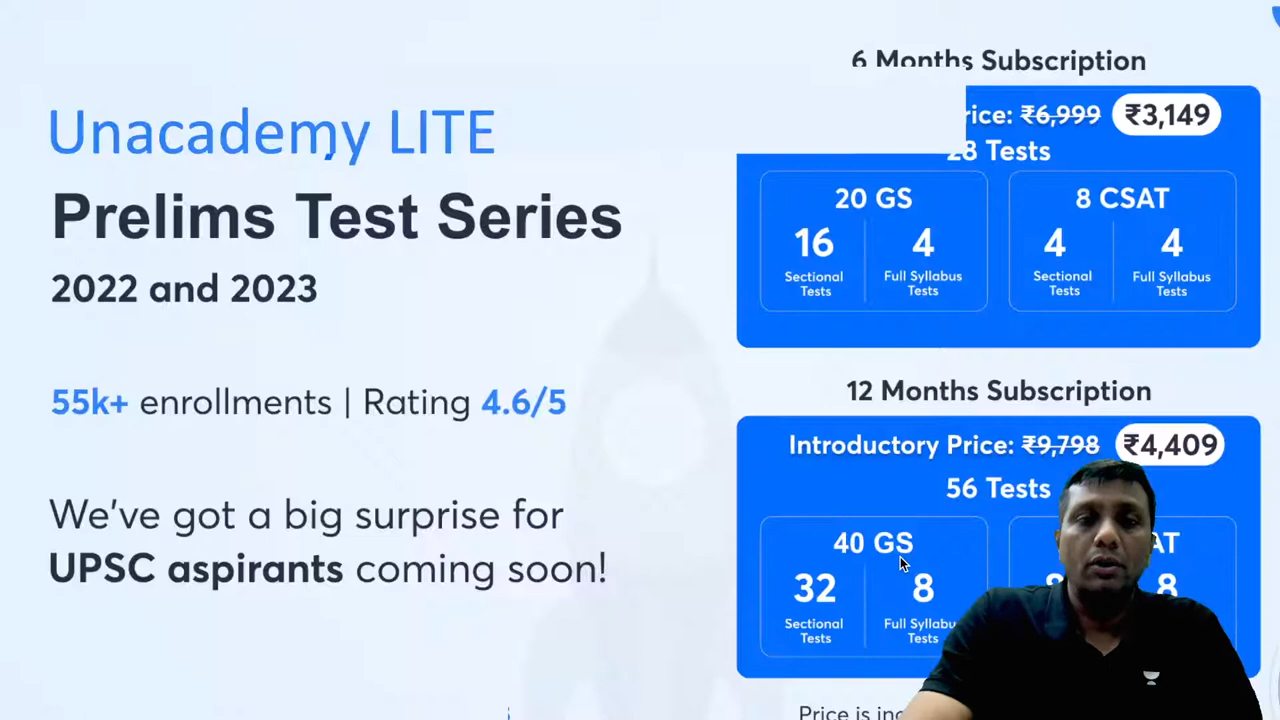 Unacademy LITE
Prelims Test Series
2022 and 2023
55k+ enrollments | Rating 4.6/5
We've got a big surprise for
UPSC aspirants coming soon!
6 Months Subscription
₹6,999 ₹3,149
28 Tests
20 GS
16 4
Sectional Tests
Full Syllabus Tests
8 CSAT
4 4
Sectional Tests
Full Syllabus Tests
12 Months Subscription
Introductory Price: ₹9,798 ₹4,409
56 Tests
40 GS
32 8
Sectional Tests
Full Tests
8
Price is